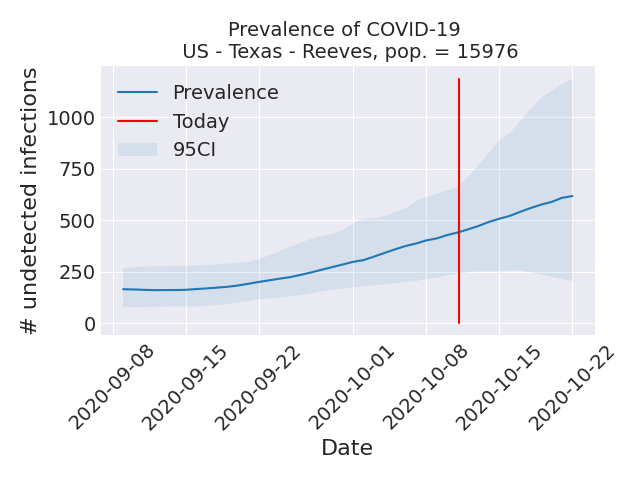 Prevalence of COVID-19
US - Texas - Reeves, pop. = 15976
# undetected infections
1000
750
500
250
0
Prevalence
Today
95CI
2020-09-08
2020-09-15
2020-09-22
2020-10-01
2020-10-08
2020-10-15
2020-10-22
Date